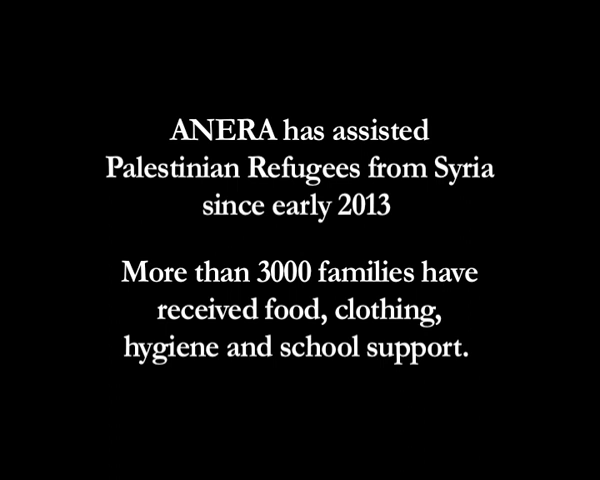 ANERA has assisted
Palestinian Refugees from Syria
since early 2013
More than 3000 families have
received food, clothing,
hygiene and school support.